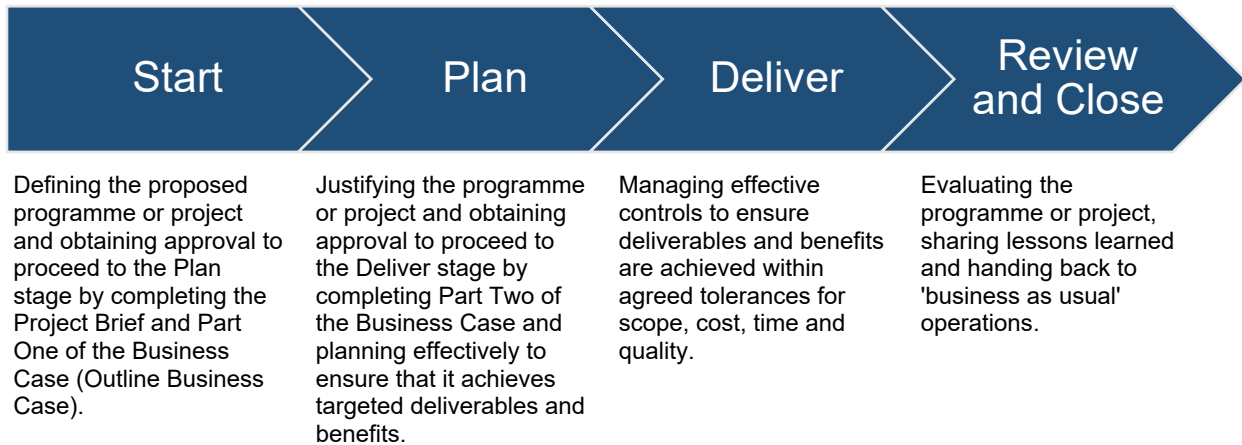 Start
Plan
Deliver
Review
and Close
Defining the proposed
programme or project
and obtaining approval to
proceed to the Plan
stage by completing the
Project Brief and Part
One of the Business
Case (Outline Business
Case).
Justifying the programme
or project and obtaining
approval to proceed to
the Deliver stage by
completing Part Two of
the Business Case and
planning effectively to
ensure that it achieves
targeted deliverables and
benefits.
Managing effective
controls to ensure
deliverables and benefits
are achieved within
agreed tolerances for
scope, cost, time and
quality.
Evaluating the
programme or project,
sharing lessons learned
and handing back to
'business as usual'
operations.